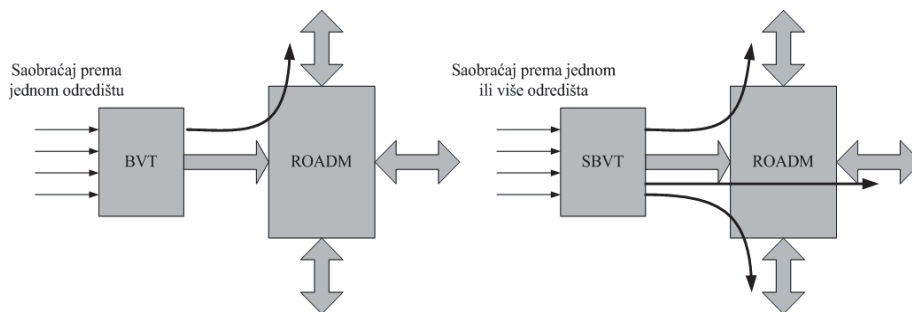 Saobraćaj prema
jednom odredištu
BVT
ROADM
Saobraćaj prema jednom
ili više odredišta
SBVT
ROADM